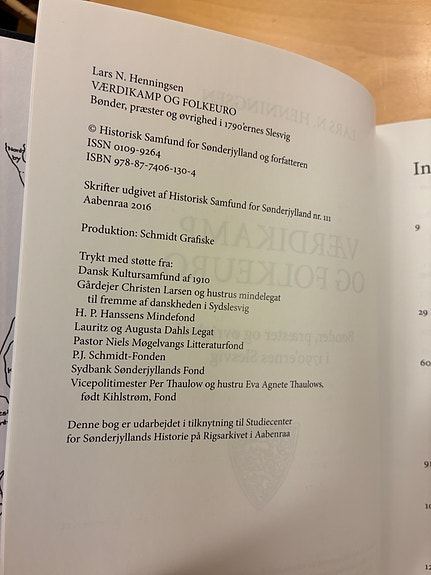 Lars N. Henningsen
VÆRDIKAMP OG FOLKEURO
Bønder, præster og øvrighed i 1790'ernes Slesvig
© Historisk Samfund for Sønderjylland og forfatteren
ISSN 0109-9264
ISBN 978-87-7406-130-4
Skrifter udgivet af Historisk Samfund for Sønderjylland nr. 111
Aabenraa 2016
Produktion: Schmidt Grafiske
Trykt med støtte fra:
Dansk Kultursamfund af 1910
Gårdejer Christen Larsen og hustrus mindelegat
til fremme af danskheden i Sydslesvig
H. P. Hanssens Mindefond
Lauritz og Augusta Dahls Legat
Pastor Niels Møgelvangs Litteraturfond
P.J. Schmidt-Fonden
Sydbank Sønderjyllands Fond
Vicepolitimester Per Thaulow og hustru Eva Agnete Thaulows,
født Kihlström, Fond
Denne bog er udarbejdet i tilknytning til Studiecenter
for Sønderjyllands Historie på Rigsarkivet i Aabenraa
In
9
29
60